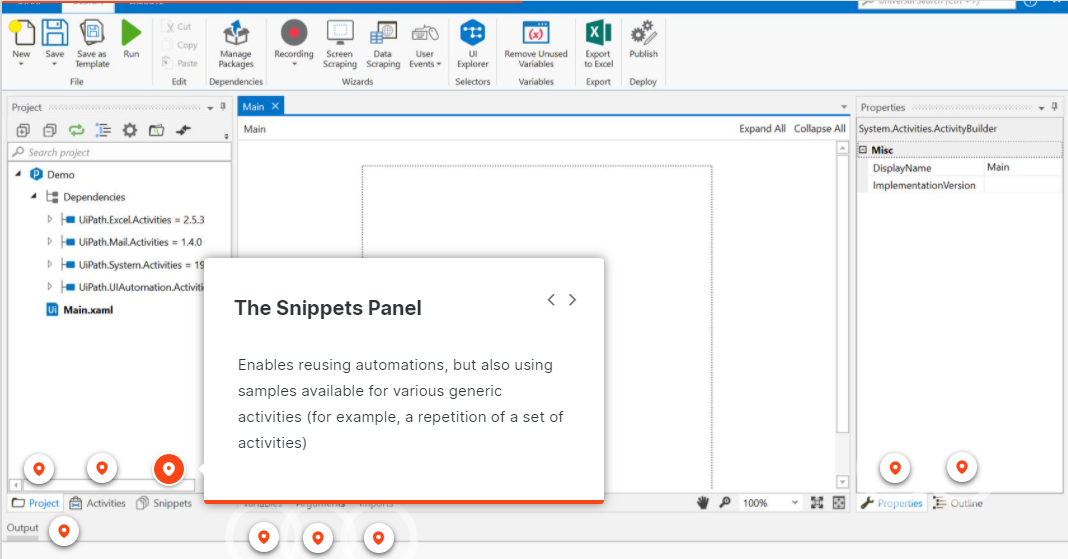 New
Save
Save as Template
Run
Cut
Copy
Paste
Manage Packages
Recording
Screen Scraping
Data Scraping
User Events
UI Explorer
Remove Unused Variables
Export to Excel
Publish
File
Edit
Dependencies
Wizards
Selectors
Variables
Export
Deploy
Project
Search project
Demo
Dependencies
UiPath.Excel.Activities = 2.5.3
UiPath.Mail.Activities = 1.4.0
UiPath.System.Activities = 19
UiPath.UIAutomation.Activiti
Main.xaml
Main
Main
Expand All Collapse All
The Snippets Panel
Enables reusing automations, but also using
samples available for various generic
activities (for example, a repetition of a set of
activities)
Properties
System.Activities.ActivityBuilder
Misc
DisplayName Main
ImplementationVersion
Project Activities Snippets
Variables Arguments Imports
100%
Properties Outline
Output